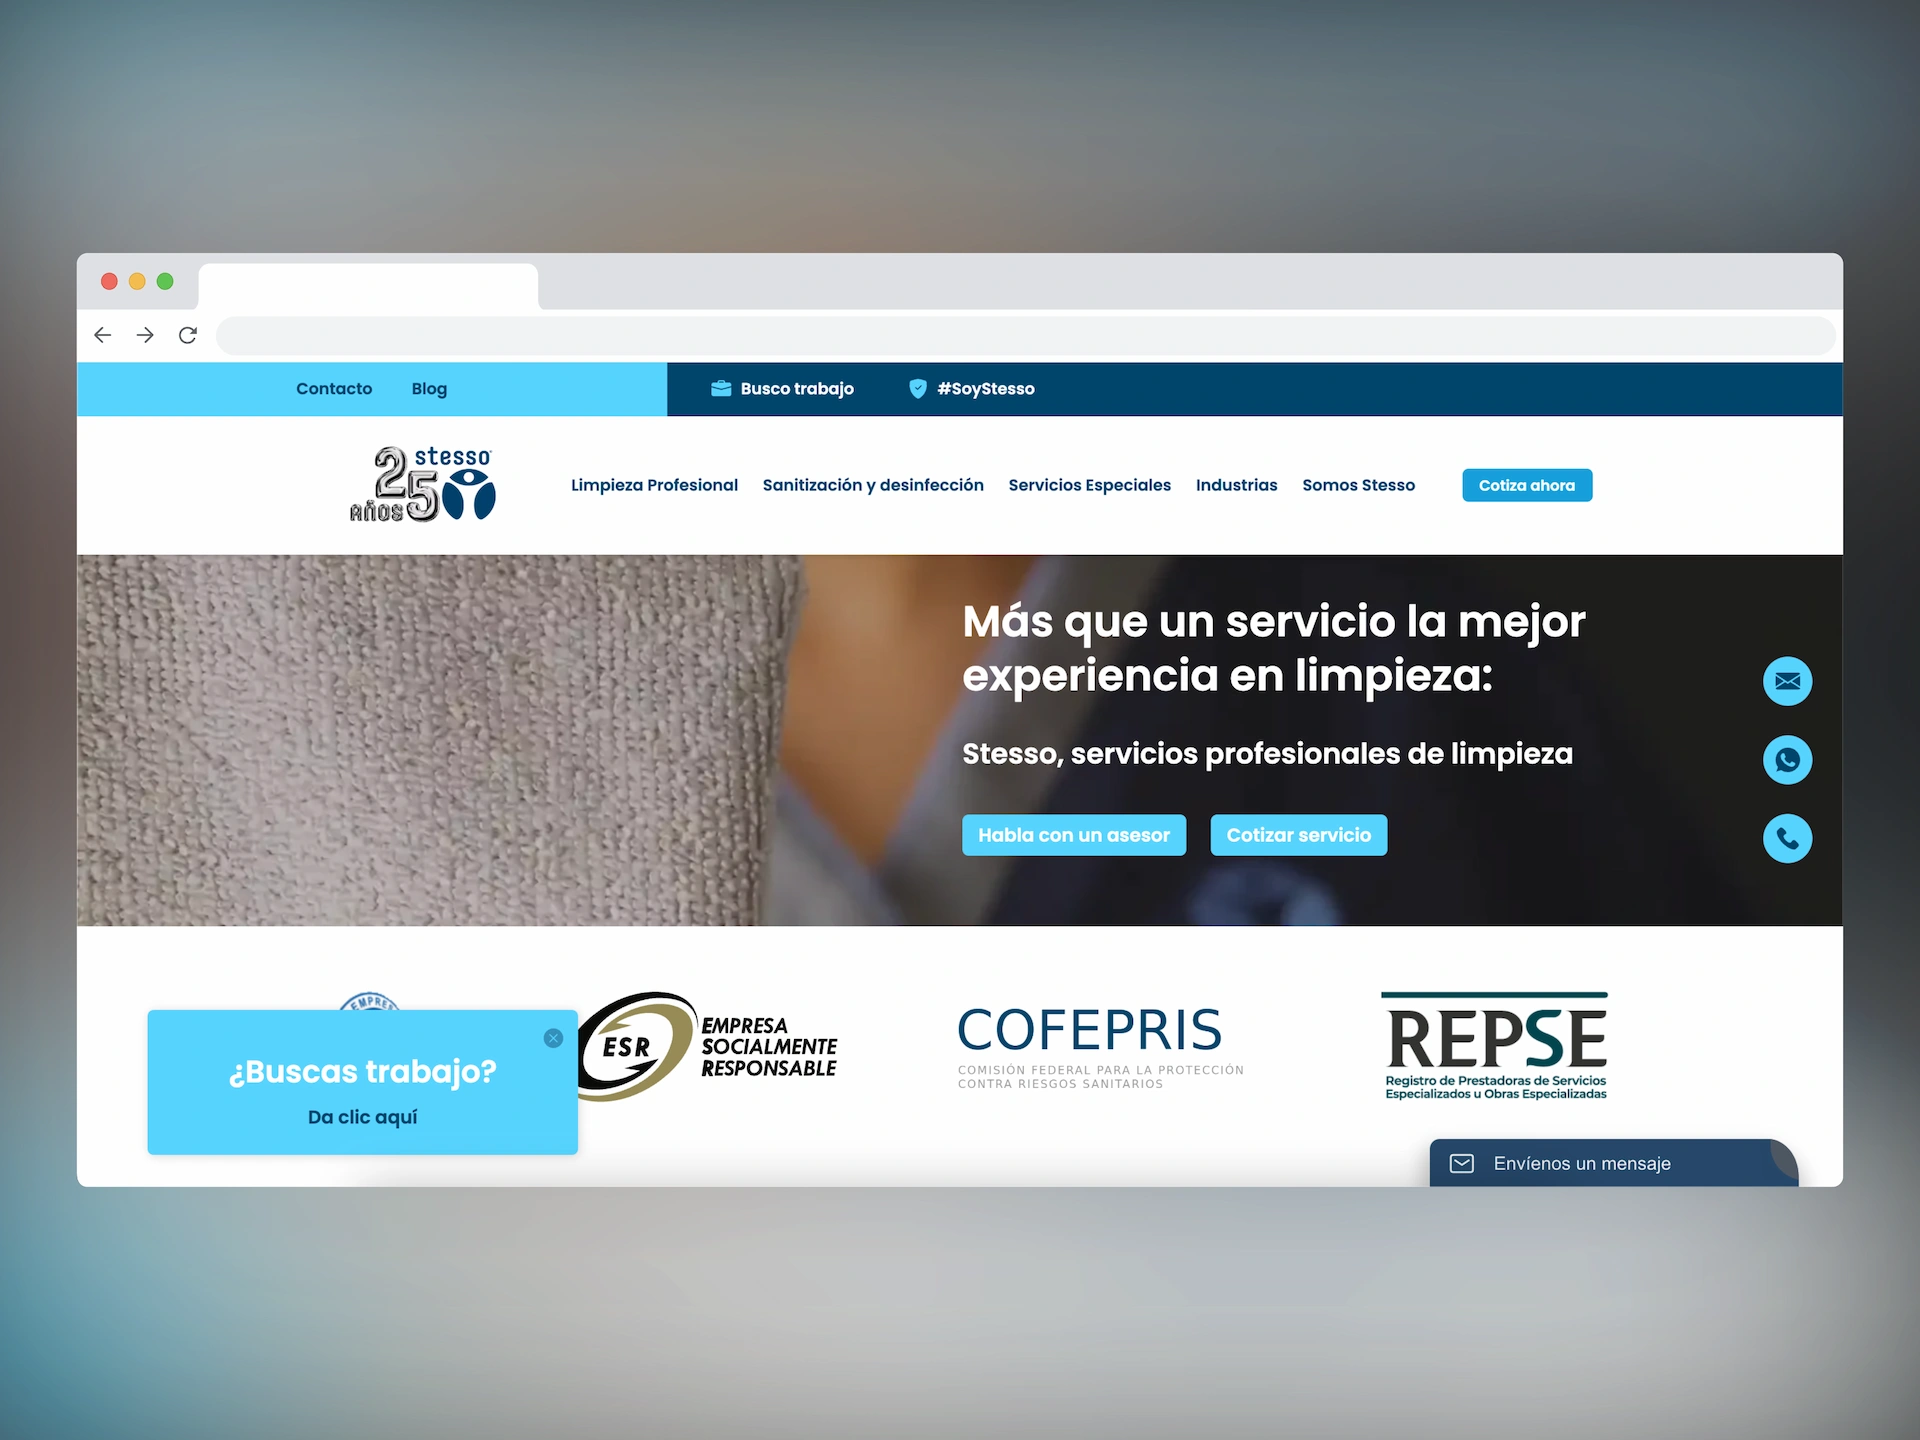 Contacto
Blog
Busco trabajo
#SoyStesso
25 AÑOS
stesso
Limpieza Profesional
Sanitización y desinfección
Servicios Especiales
Industrias
Somos Stesso
Cotiza ahora
Más que un servicio la mejor
experiencia en limpieza:
Stesso, servicios profesionales de limpieza
Habla con un asesor
Cotizar servicio
ESR
EMPRESA
SOCIALMENTE
RESPONSABLE
COFEPRIS
COMISIÓN FEDERAL PARA LA PROTECCIÓN
CONTRA RIESGOS SANITARIOS
REPSE
Registro de Prestadoras de Servicios
Especializados u Obras Especializadas
¿Buscas trabajo?
Da clic aquí
Envíenos un mensaje